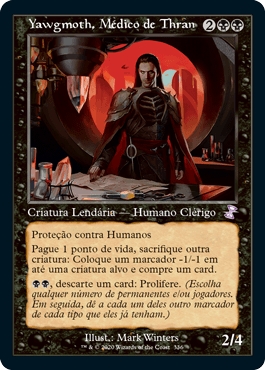 Yawgmoth, Médico de Thran 2
Criatura Lendária — Humano Clérigo
Proteção contra Humanos
Pague 1 ponto de vida, sacrifique outra
criatura: Coloque um marcador -1/-1 em
até uma criatura alvo e compre um card.
, descarte um card: Prolifere. (Escolha
qualquer número de permanentes e/ou jogadores.
Em seguida, dê a cada um deles outro marcador
de cada tipo que eles já tenham.)
Illust.: Mark Winters
™ & © 2020 Wizards of the Coast
2/4